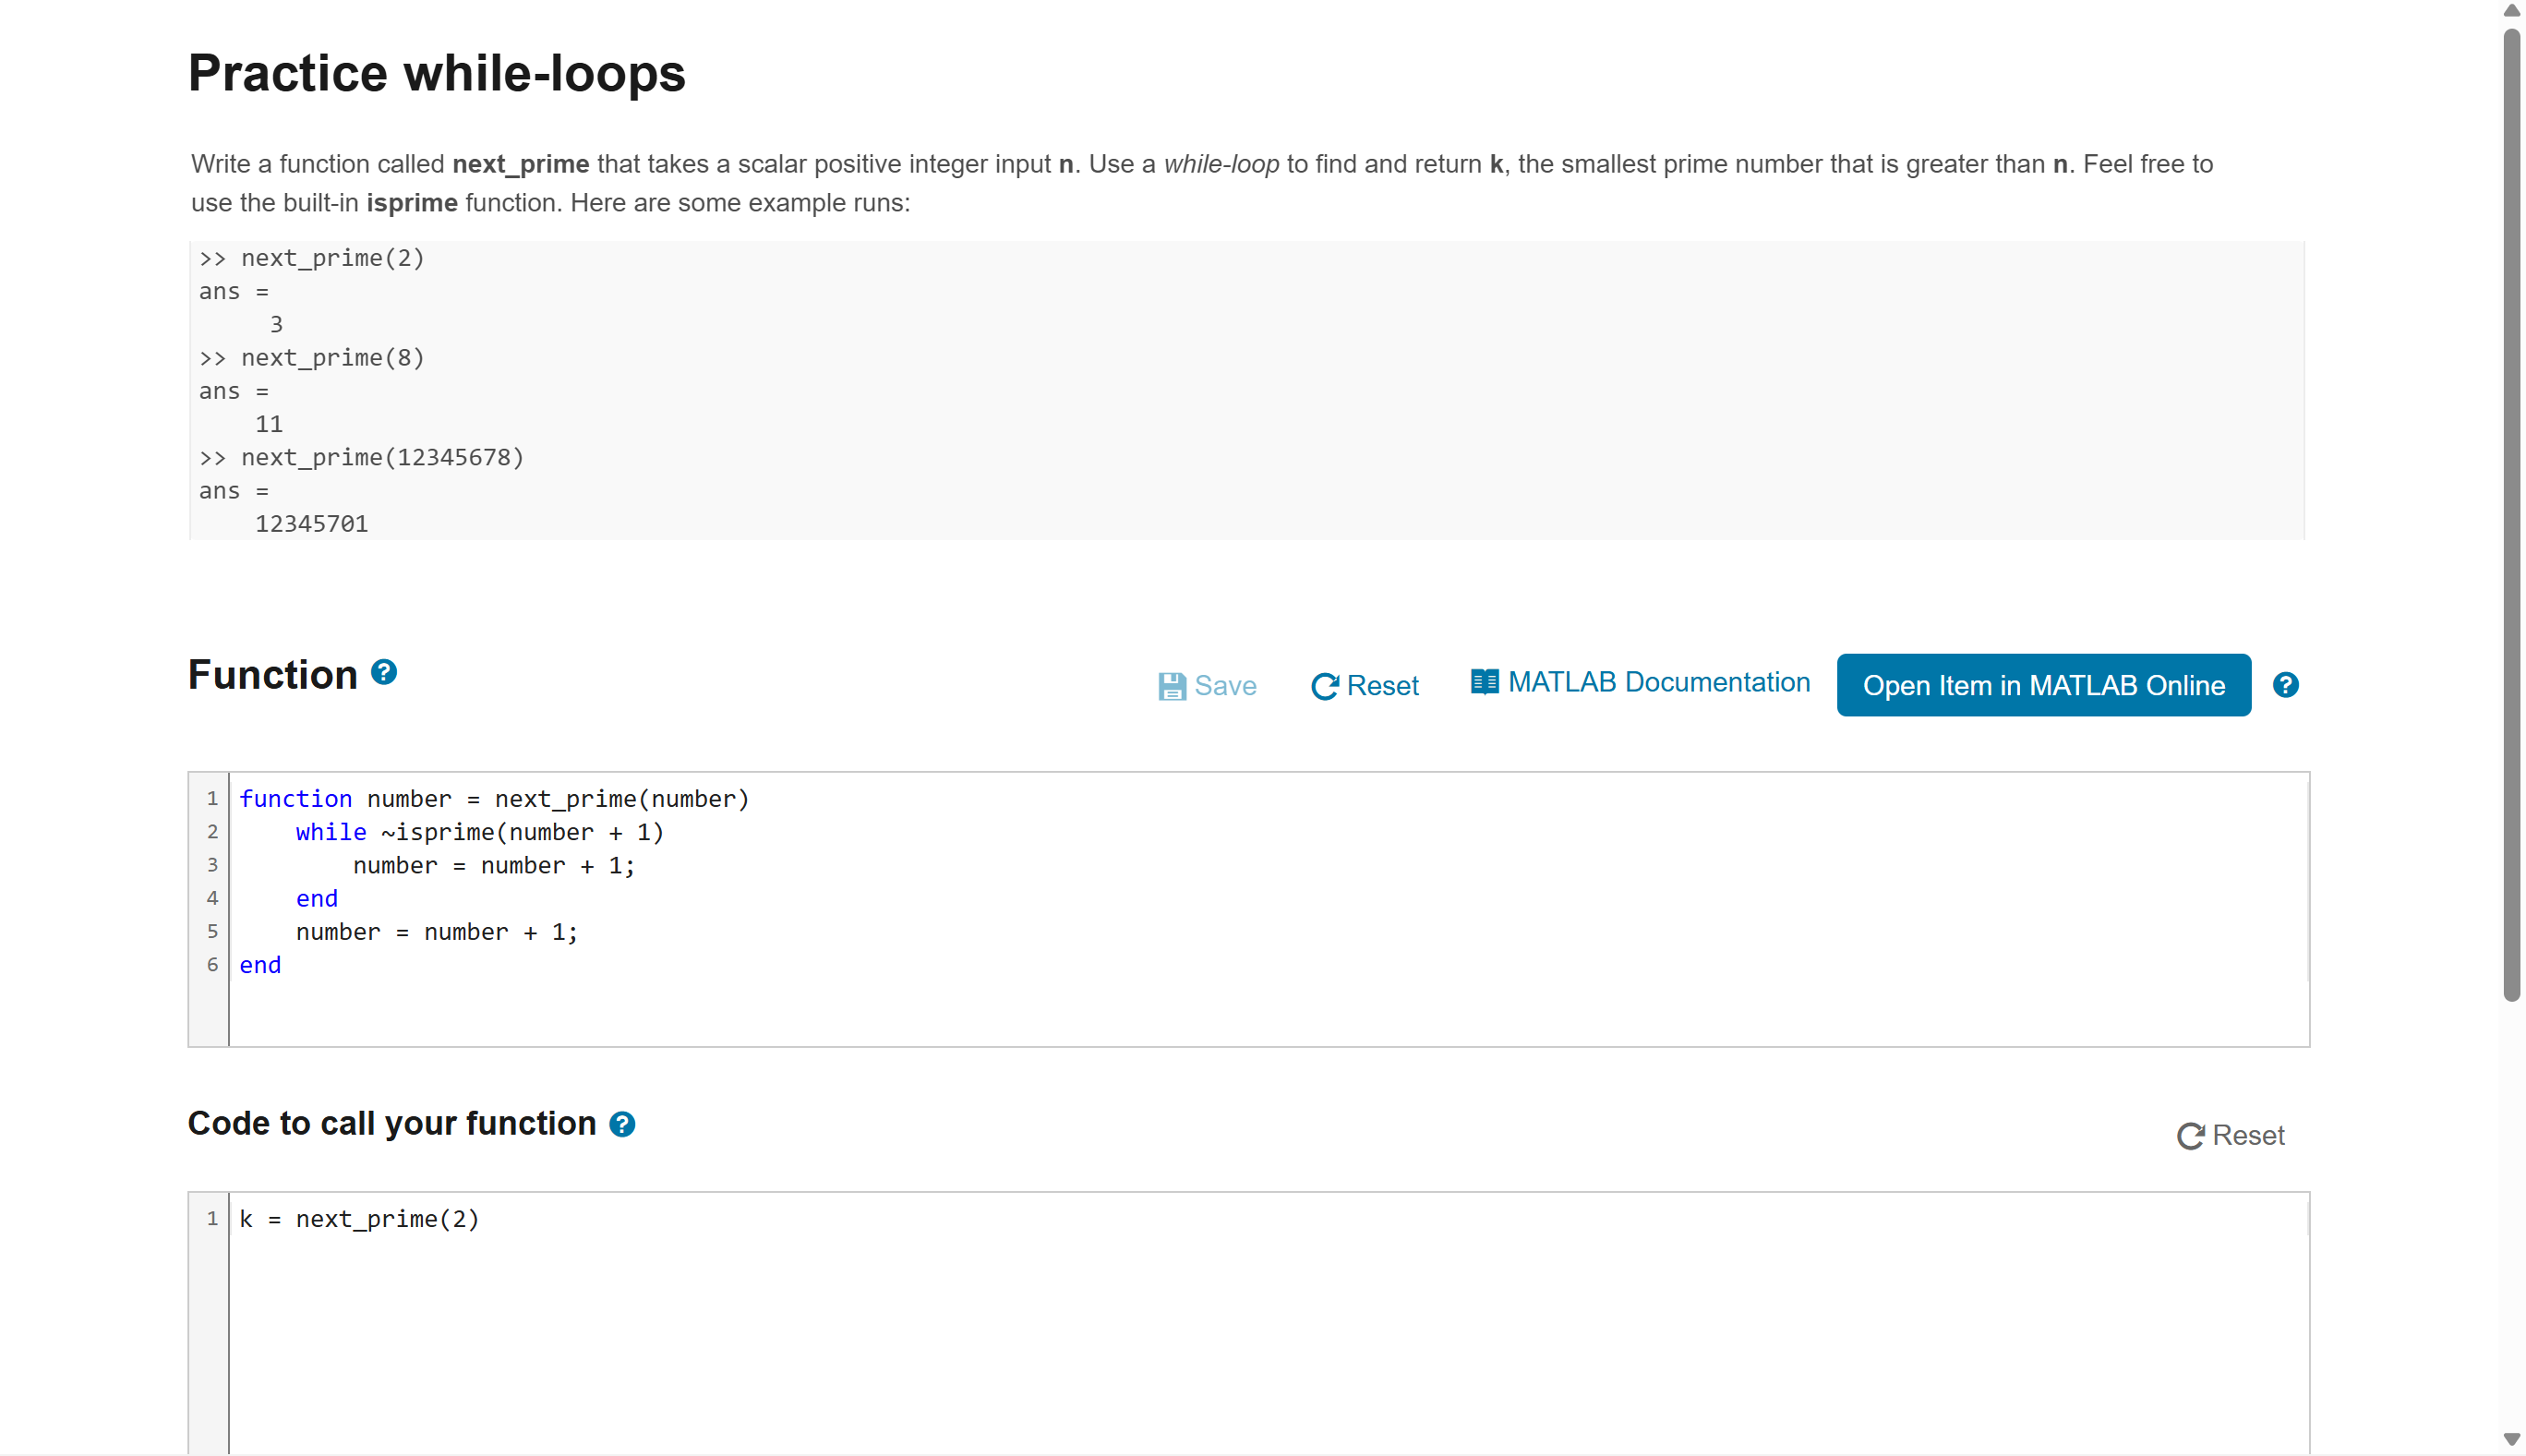 Practice while-loops
Write a function called next_prime that takes a scalar positive integer input n. Use a while-loop to find and return k, the smallest prime number that is greater than n. Feel free to
use the built-in isprime function. Here are some example runs:
>> next_prime(2)
ans =
     3
>> next_prime(8)
ans =
    11
>> next_prime(12345678)
ans =
    12345701
Function ?
Save Reset MATLAB Documentation Open Item in MATLAB Online ?
1 function number = next_prime(number)
2     while ~isprime(number + 1)
3         number = number + 1;
4     end
5     number = number + 1;
6 end
Code to call your function ?
Reset
1 k = next_prime(2)